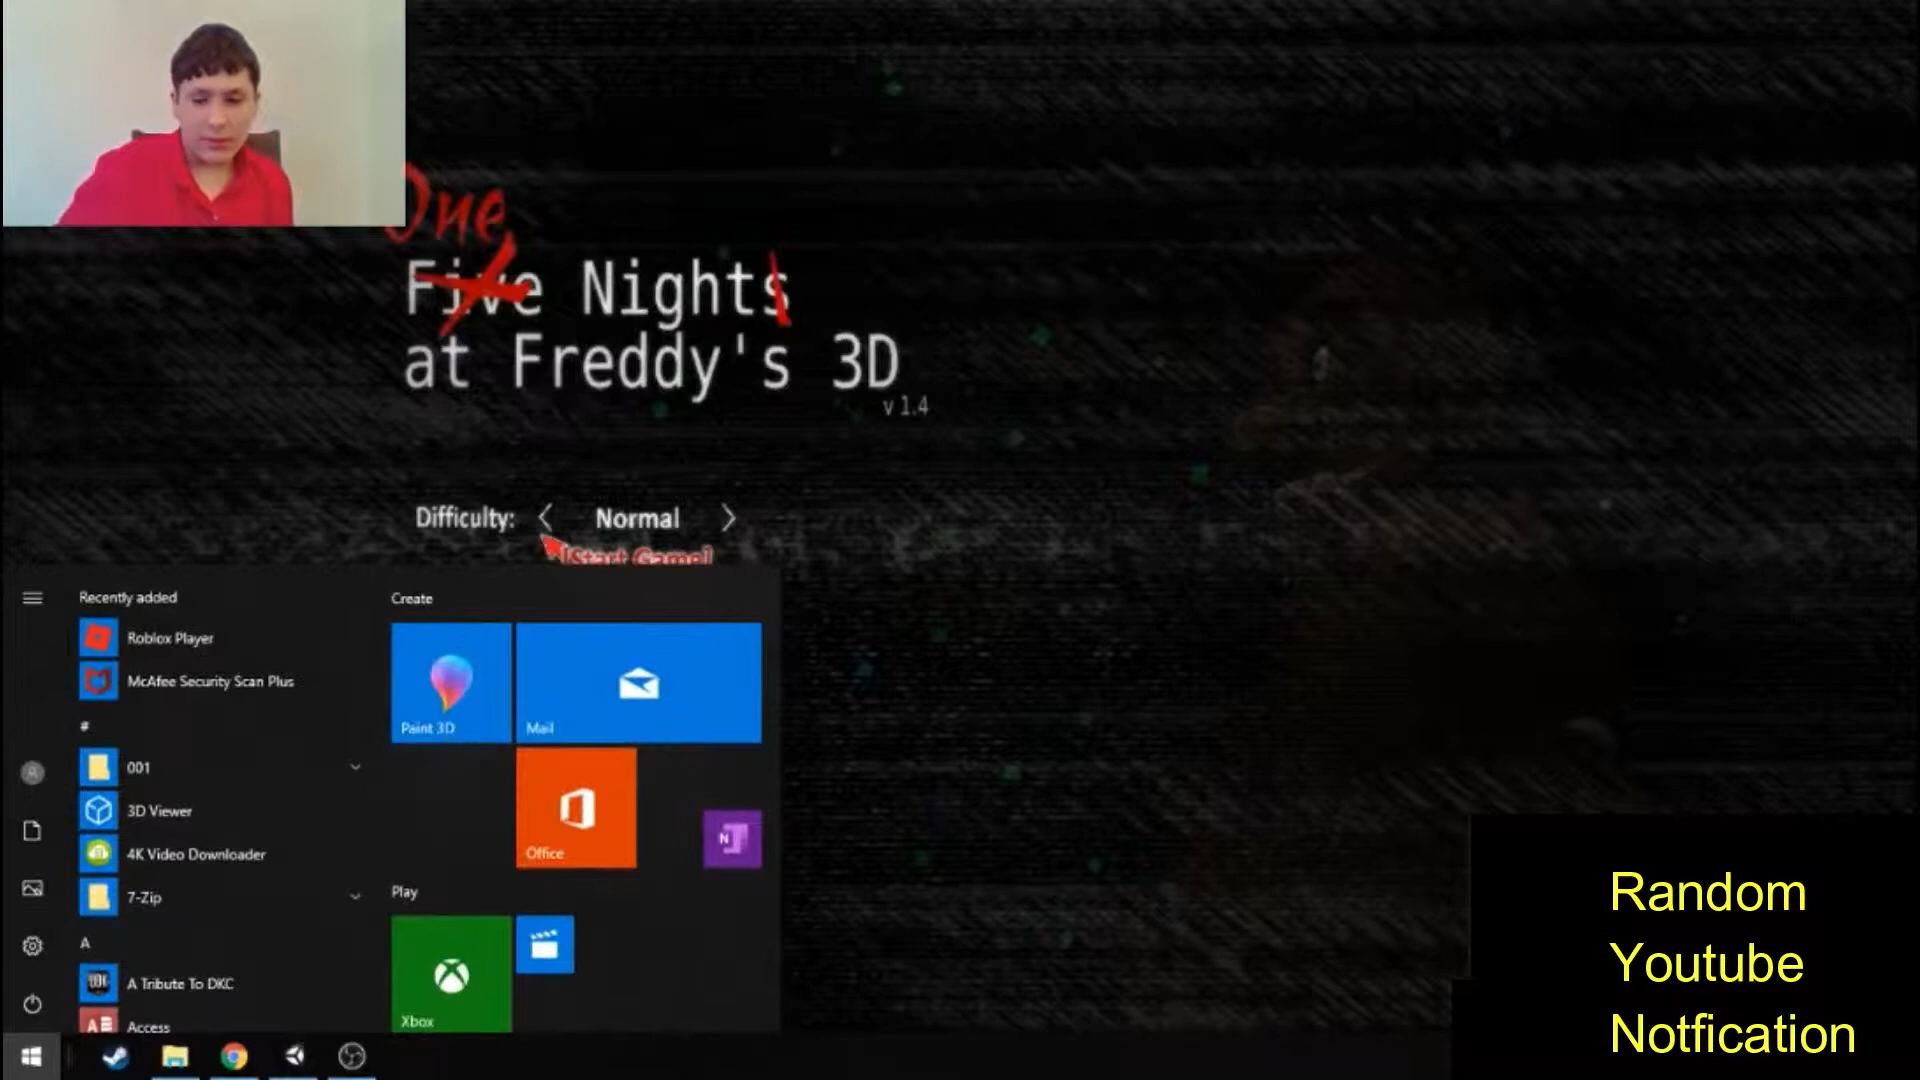 One
Five Nights
at Freddy's 3D
v 1.4
Difficulty: < Normal >
[Start Game]
Recently added
Roblox Player
McAfee Security Scan Plus
#
001
3D Viewer
4K Video Downloader
7-Zip
A
A Tribute To DKC
Access
Create
Paint 3D
Mail
Office
N
Play
Xbox
Random
Youtube
Notfication